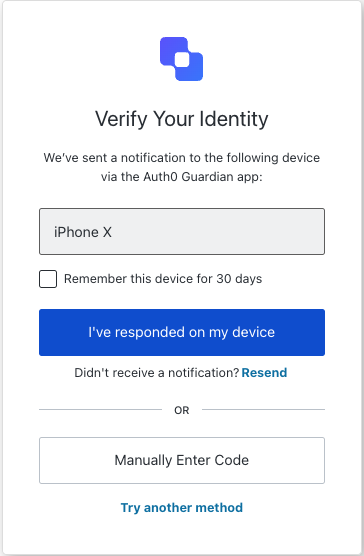 Verify Your Identity
We've sent a notification to the following device
via the Auth0 Guardian app:
iPhone X
Remember this device for 30 days
I've responded on my device
Didn't receive a notification? Resend
OR
Manually Enter Code
Try another method